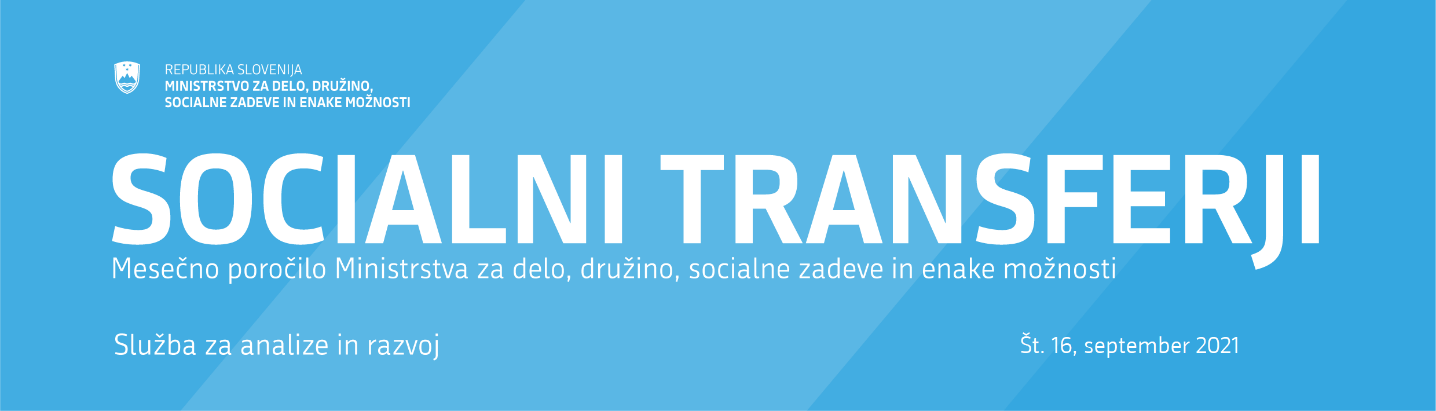 REPUBLIKA SLOVENIJA
MINISTRSTVO ZA DELO, DRUŽINO,
SOCIALNE ZADEVE IN ENAKE MOŽNOSTI
SOCIALNI TRANSFERJI
Mesečno poročilo Ministrstva za delo, družino, socialne zadeve in enake možnosti
Služba za analize in razvoj
Št. 16, september 2021